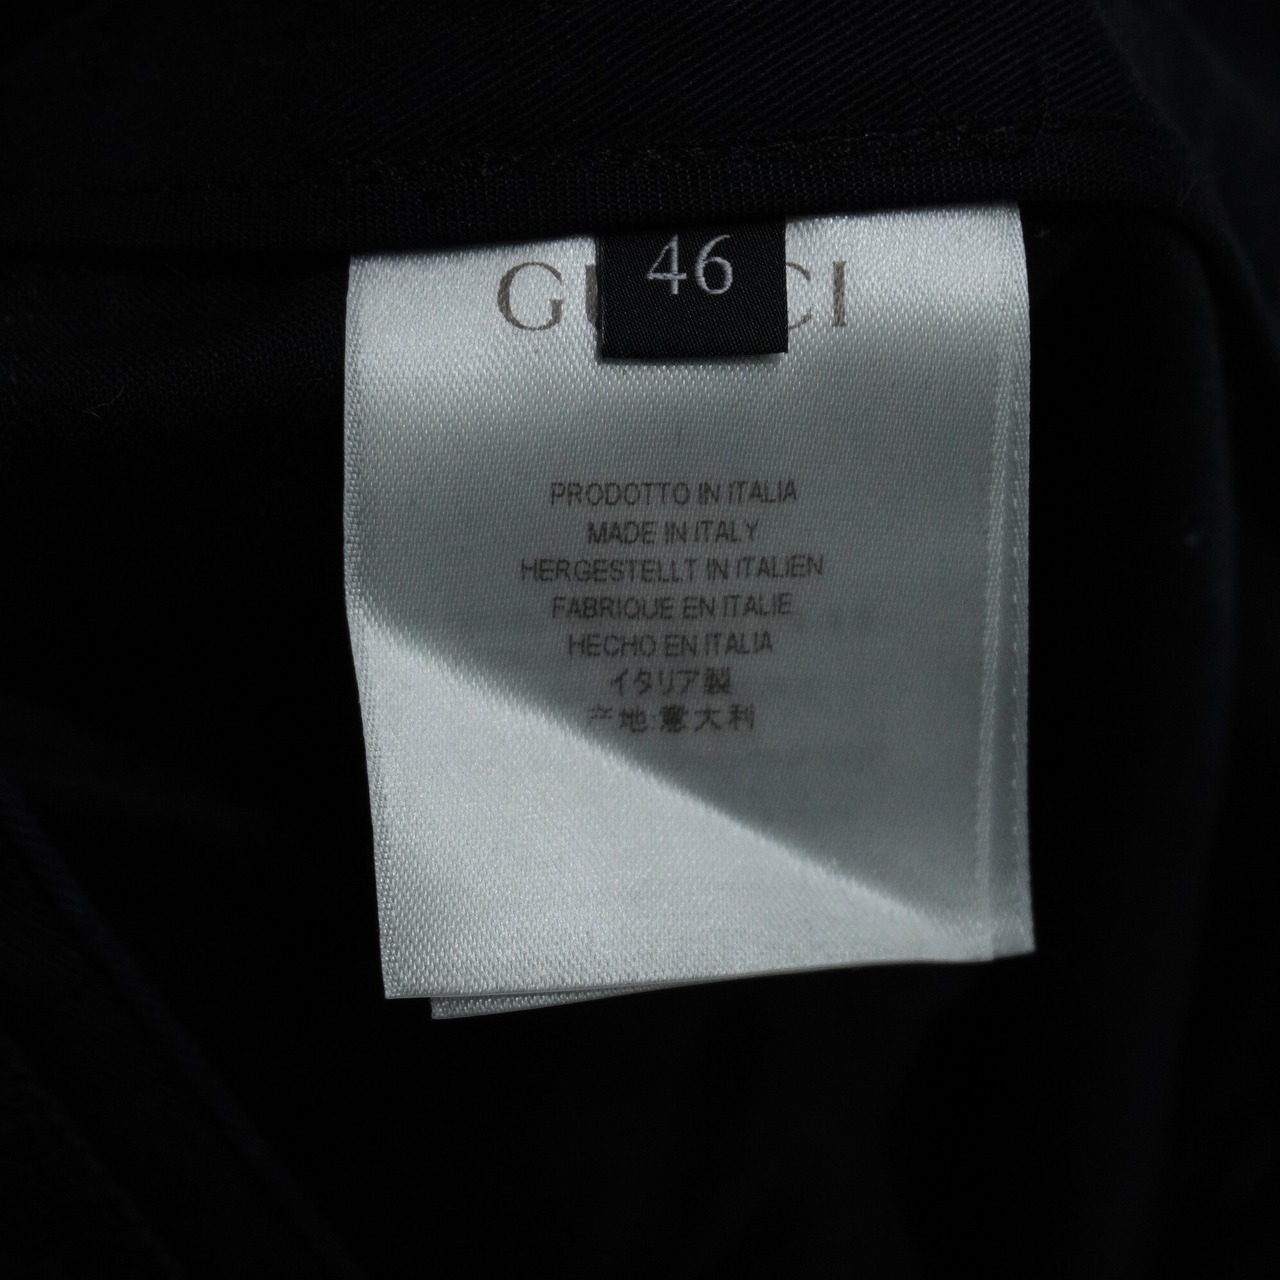 46
GUCCI
PRODOTTO IN ITALIA
MADE IN ITALY
HERGESTELLT IN ITALIEN
FABRIQUE EN ITALIE
HECHO EN ITALIA
イタリア製
产地:意大利